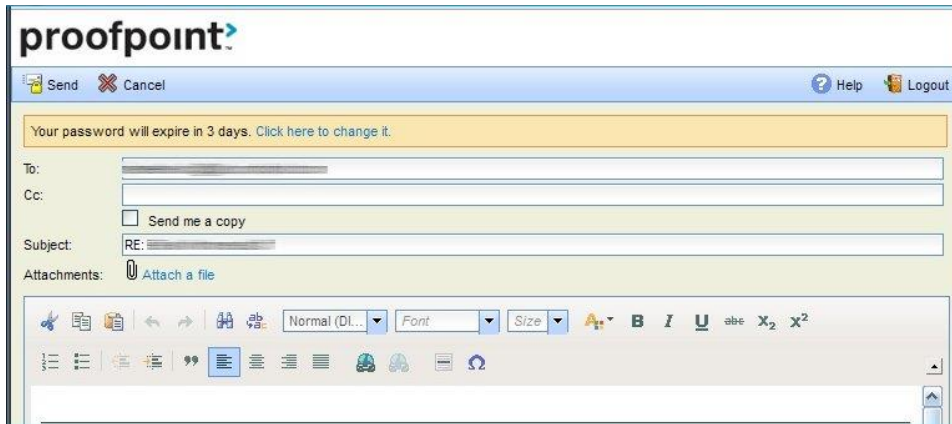 proofpoint
Send Cancel Help Logout
Your password will expire in 3 days. Click here to change it.
To:
Cc:
Send me a copy
Subject: RE:
Attachments: Attach a file
Normal (DI... Font Size A B I U abc X₂ X²